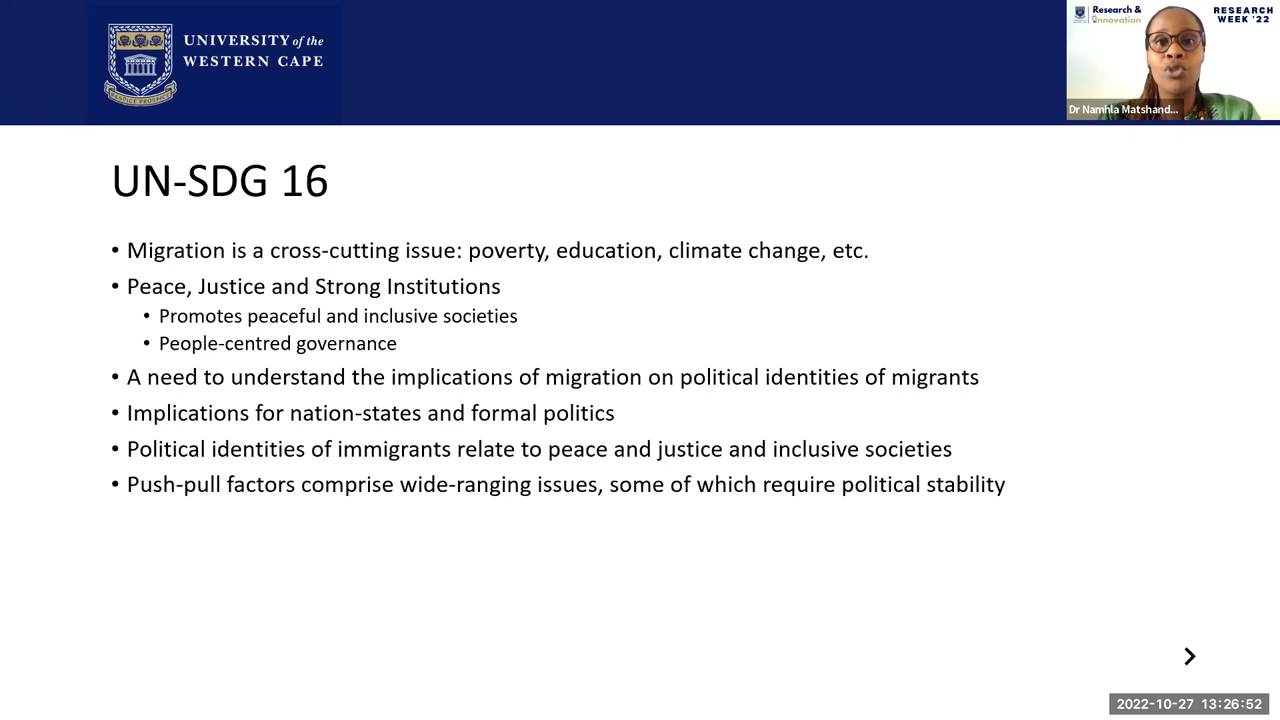 UNIVERSITY of the
WESTERN CAPE
Research &
Innovation
RESEARCH
WEEK '22
Dr Namhla Matshand...
UN-SDG 16
• Migration is a cross-cutting issue: poverty, education, climate change, etc.
• Peace, Justice and Strong Institutions
• Promotes peaceful and inclusive societies
• People-centred governance
• A need to understand the implications of migration on political identities of migrants
• Implications for nation-states and formal politics
• Political identities of immigrants relate to peace and justice and inclusive societies
• Push-pull factors comprise wide-ranging issues, some of which require political stability
2022-10-27 13:26:52